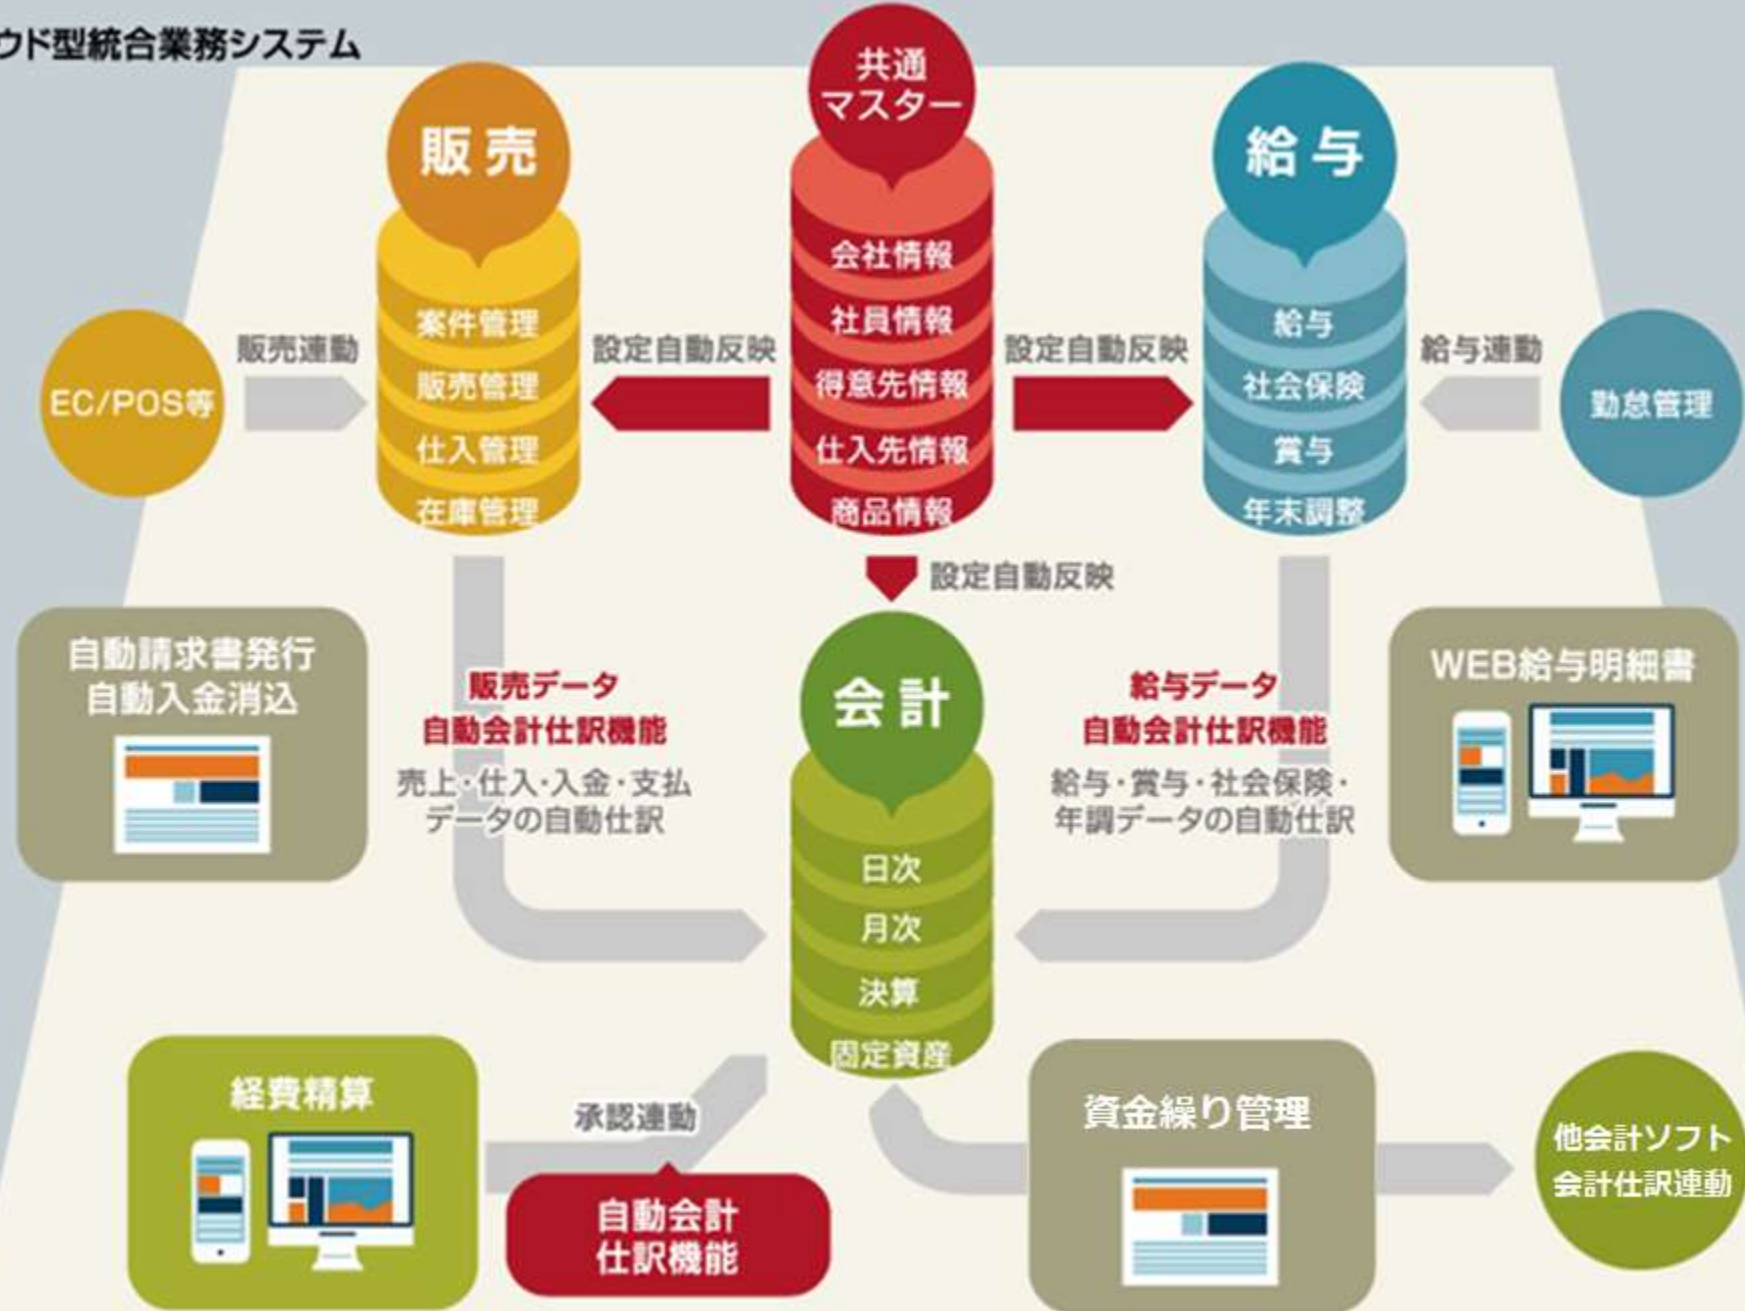 ウド型統合業務システム
共通
マスター
販売
給与
会社情報
社員情報
得意先情報
仕入先情報
商品情報
案件管理
販売管理
仕入管理
在庫管理
給与
社会保険
賞与
年末調整
EC/POS等
販売連動
設定自動反映
設定自動反映
給与連動
勤怠管理
設定自動反映
自動請求書発行
自動入金消込
販売データ
自動会計仕訳機能
売上・仕入・入金・支払
データの自動仕訳
会計
日次
月次
決算
固定資産
給与データ
自動会計仕訳機能
給与・賞与・社会保険・
年調データの自動仕訳
WEB給与明細書
経費精算
承認連動
自動会計
仕訳機能
資金繰り管理
他会計ソフト
会計仕訳連動